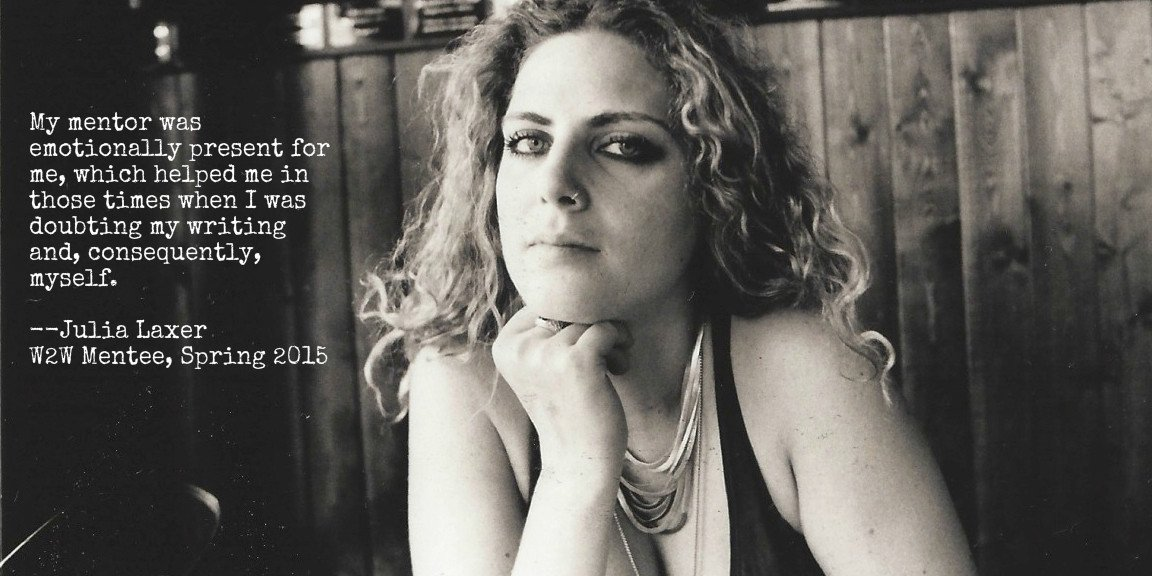 My mentor was
emotionally present for
me, which helped me in
those times when I was
doubting my writing
and, consequently,
myself.
--Julia Laxer
W2W Mentee, Spring 2015